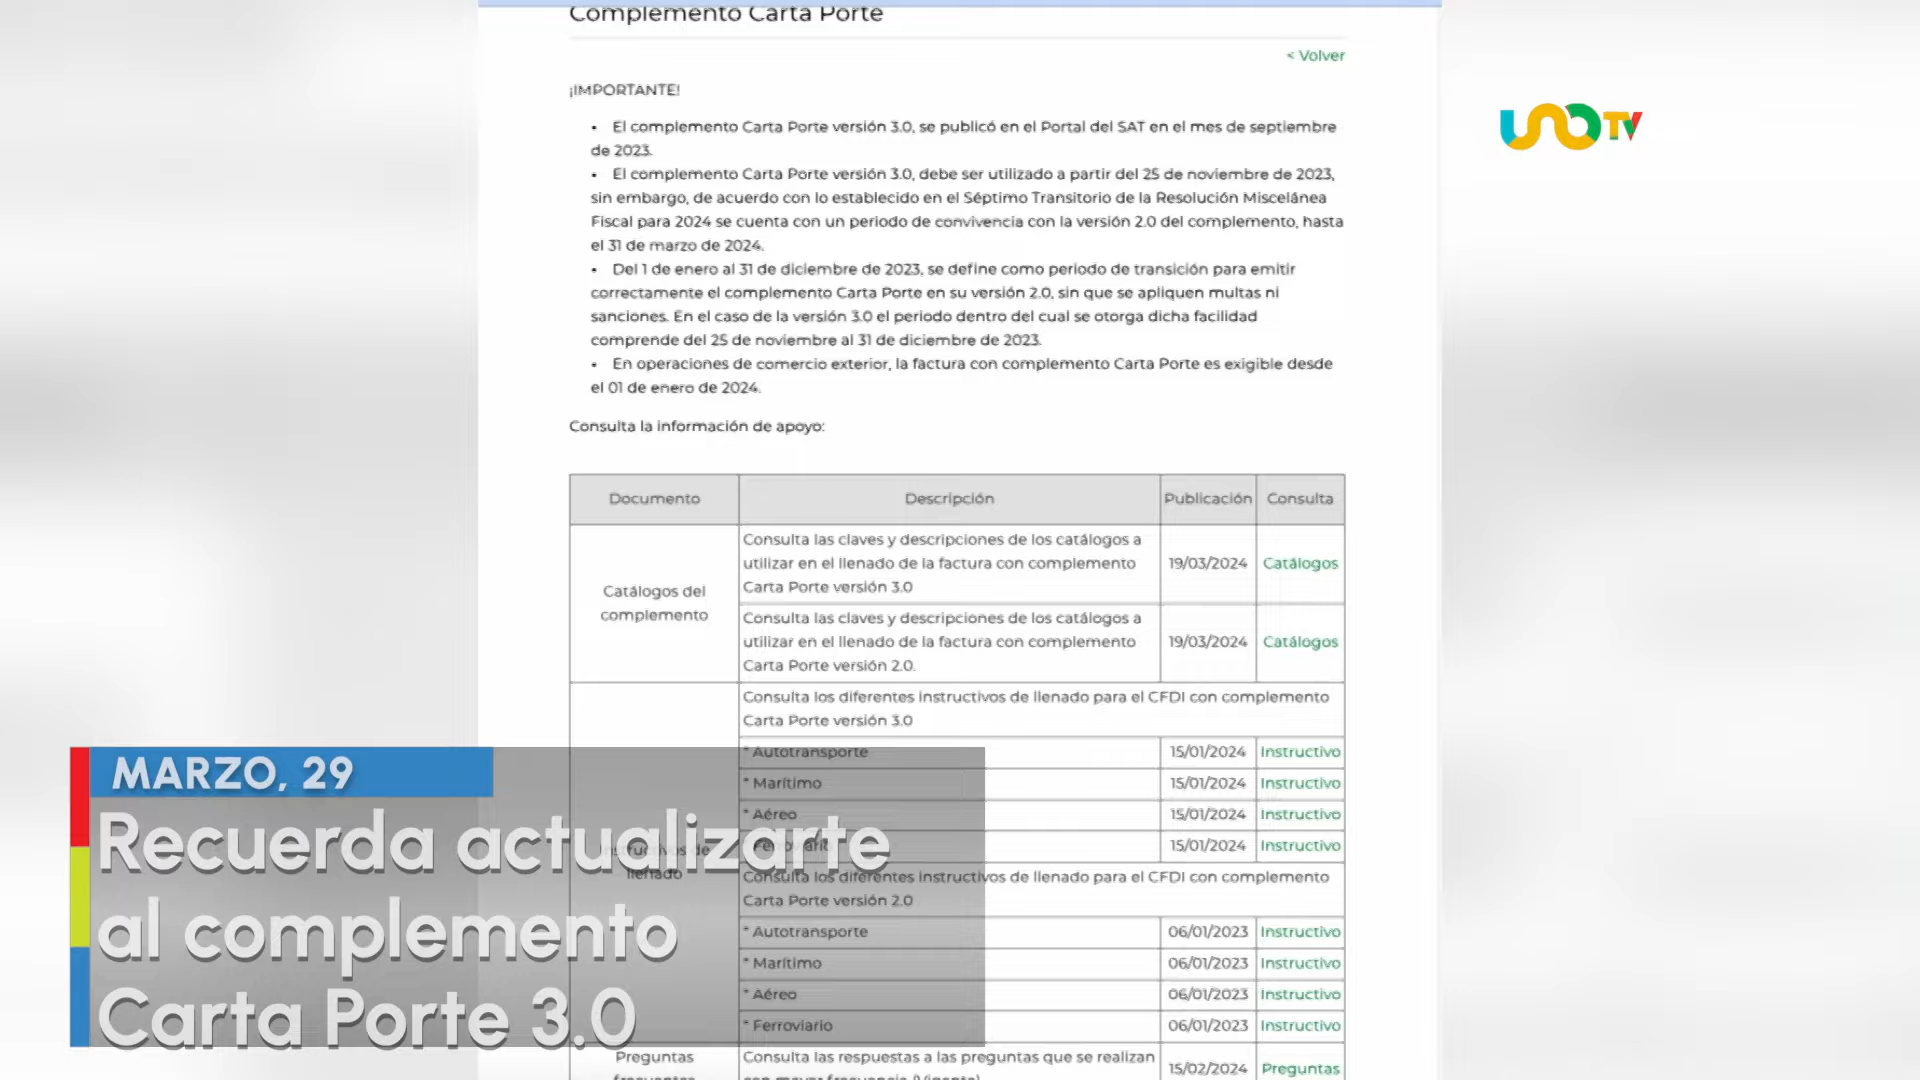 Complemento Carta Porte
< Volver
¡IMPORTANTE!
• El complemento Carta Porte versión 3.0, se publicó en el Portal del SAT en el mes de septiembre
de 2023.
• El complemento Carta Porte versión 3.0, debe ser utilizado a partir del 25 de noviembre de 2023,
sin embargo, de acuerdo con lo establecido en el Séptimo Transitorio de la Resolución Miscelánea
Fiscal para 2024 se cuenta con un periodo de convivencia con la versión 2.0 del complemento, hasta
el 31 de marzo de 2024.
• Del 1 de enero al 31 de diciembre de 2023, se define como periodo de transición para emitir
correctamente el complemento Carta Porte en su versión 2.0, sin que se apliquen multas ni
sanciones. En el caso de la versión 3.0 el periodo dentro del cual se otorga dicha facilidad
comprende del 25 de noviembre al 31 de diciembre de 2023.
• En operaciones de comercio exterior, la factura con complemento Carta Porte es exigible desde
el 01 de enero de 2024.
Consulta la información de apoyo:
Documento Descripción Publicación Consulta
Catálogos del
complemento
Consulta las claves y descripciones de los catálogos a
utilizar en el llenado de la factura con complemento
Carta Porte versión 3.0
19/03/2024 Catálogos
Consulta las claves y descripciones de los catálogos a
utilizar en el llenado de la factura con complemento
Carta Porte versión 2.0.
19/03/2024 Catálogos
Instructivos de
llenado
Consulta los diferentes instructivos de llenado para el CFDI con complemento
Carta Porte versión 3.0
* Autotransporte 15/01/2024 Instructivo
* Marítimo 15/01/2024 Instructivo
* Aéreo 15/01/2024 Instructivo
* Ferroviario 15/01/2024 Instructivo
Consulta los diferentes instructivos de llenado para el CFDI con complemento
Carta Porte versión 2.0
* Autotransporte 06/01/2023 Instructivo
* Marítimo 06/01/2023 Instructivo
* Aéreo 06/01/2023 Instructivo
* Ferroviario 06/01/2023 Instructivo
Preguntas
frecuentes
Consulta las respuestas a las preguntas que se realizan
con mayor frecuencia (Vigente)
15/02/2024 Preguntas
UNO TV
MARZO, 29
Recuerda actualizarte
al complemento
Carta Porte 3.0